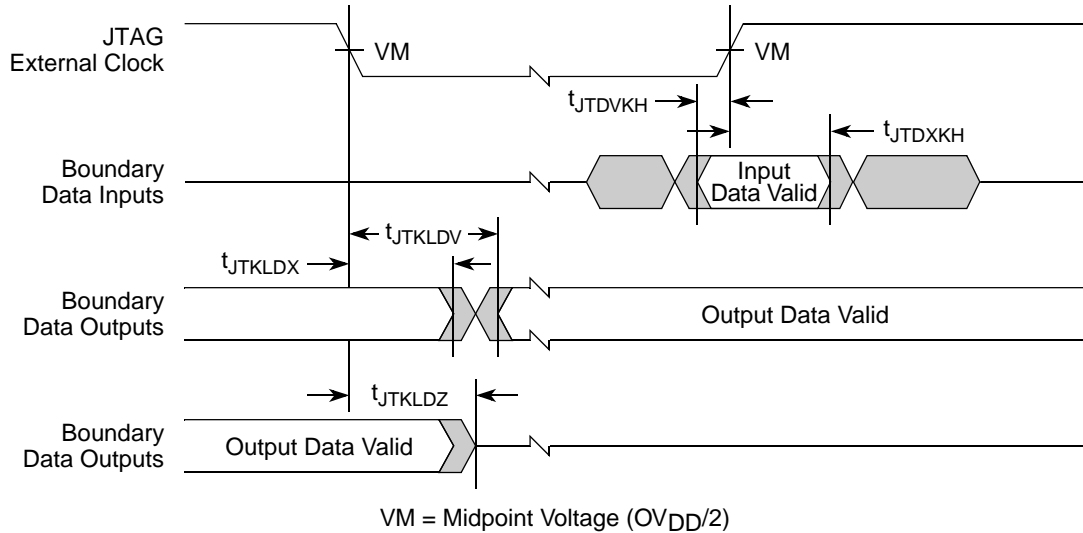 JTAG
External Clock
VM
VM
tJTDVKH
tJTDXKH
Boundary
Data Inputs
Input
Data Valid
tJTKLDV
tJTKLDX
Boundary
Data Outputs
Output Data Valid
tJTKLDZ
Boundary
Data Outputs
Output Data Valid
VM = Midpoint Voltage (OVDD/2)